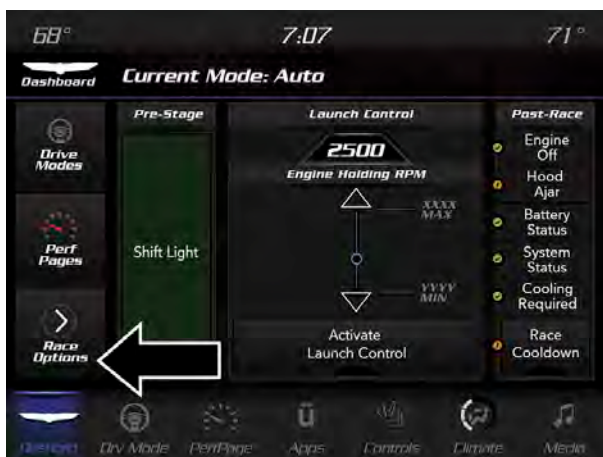 68°
7:07
71°
Dashboard
Current Mode: Auto
Drive
Modes
Perf
Pages
Race
Options
Pre-Stage
Shift Light
Launch Control
2500
Engine Holding RPM
XXXX
MAX
YYYY
MIN
Activate
Launch Control
Post-Race
Engine
Off
Hood
Ajar
Battery
Status
System
Status
Cooling
Required
Race
Cooldown
Dashbord
Drv Mode
PerfPage
Apps
Controls
Climate
Media